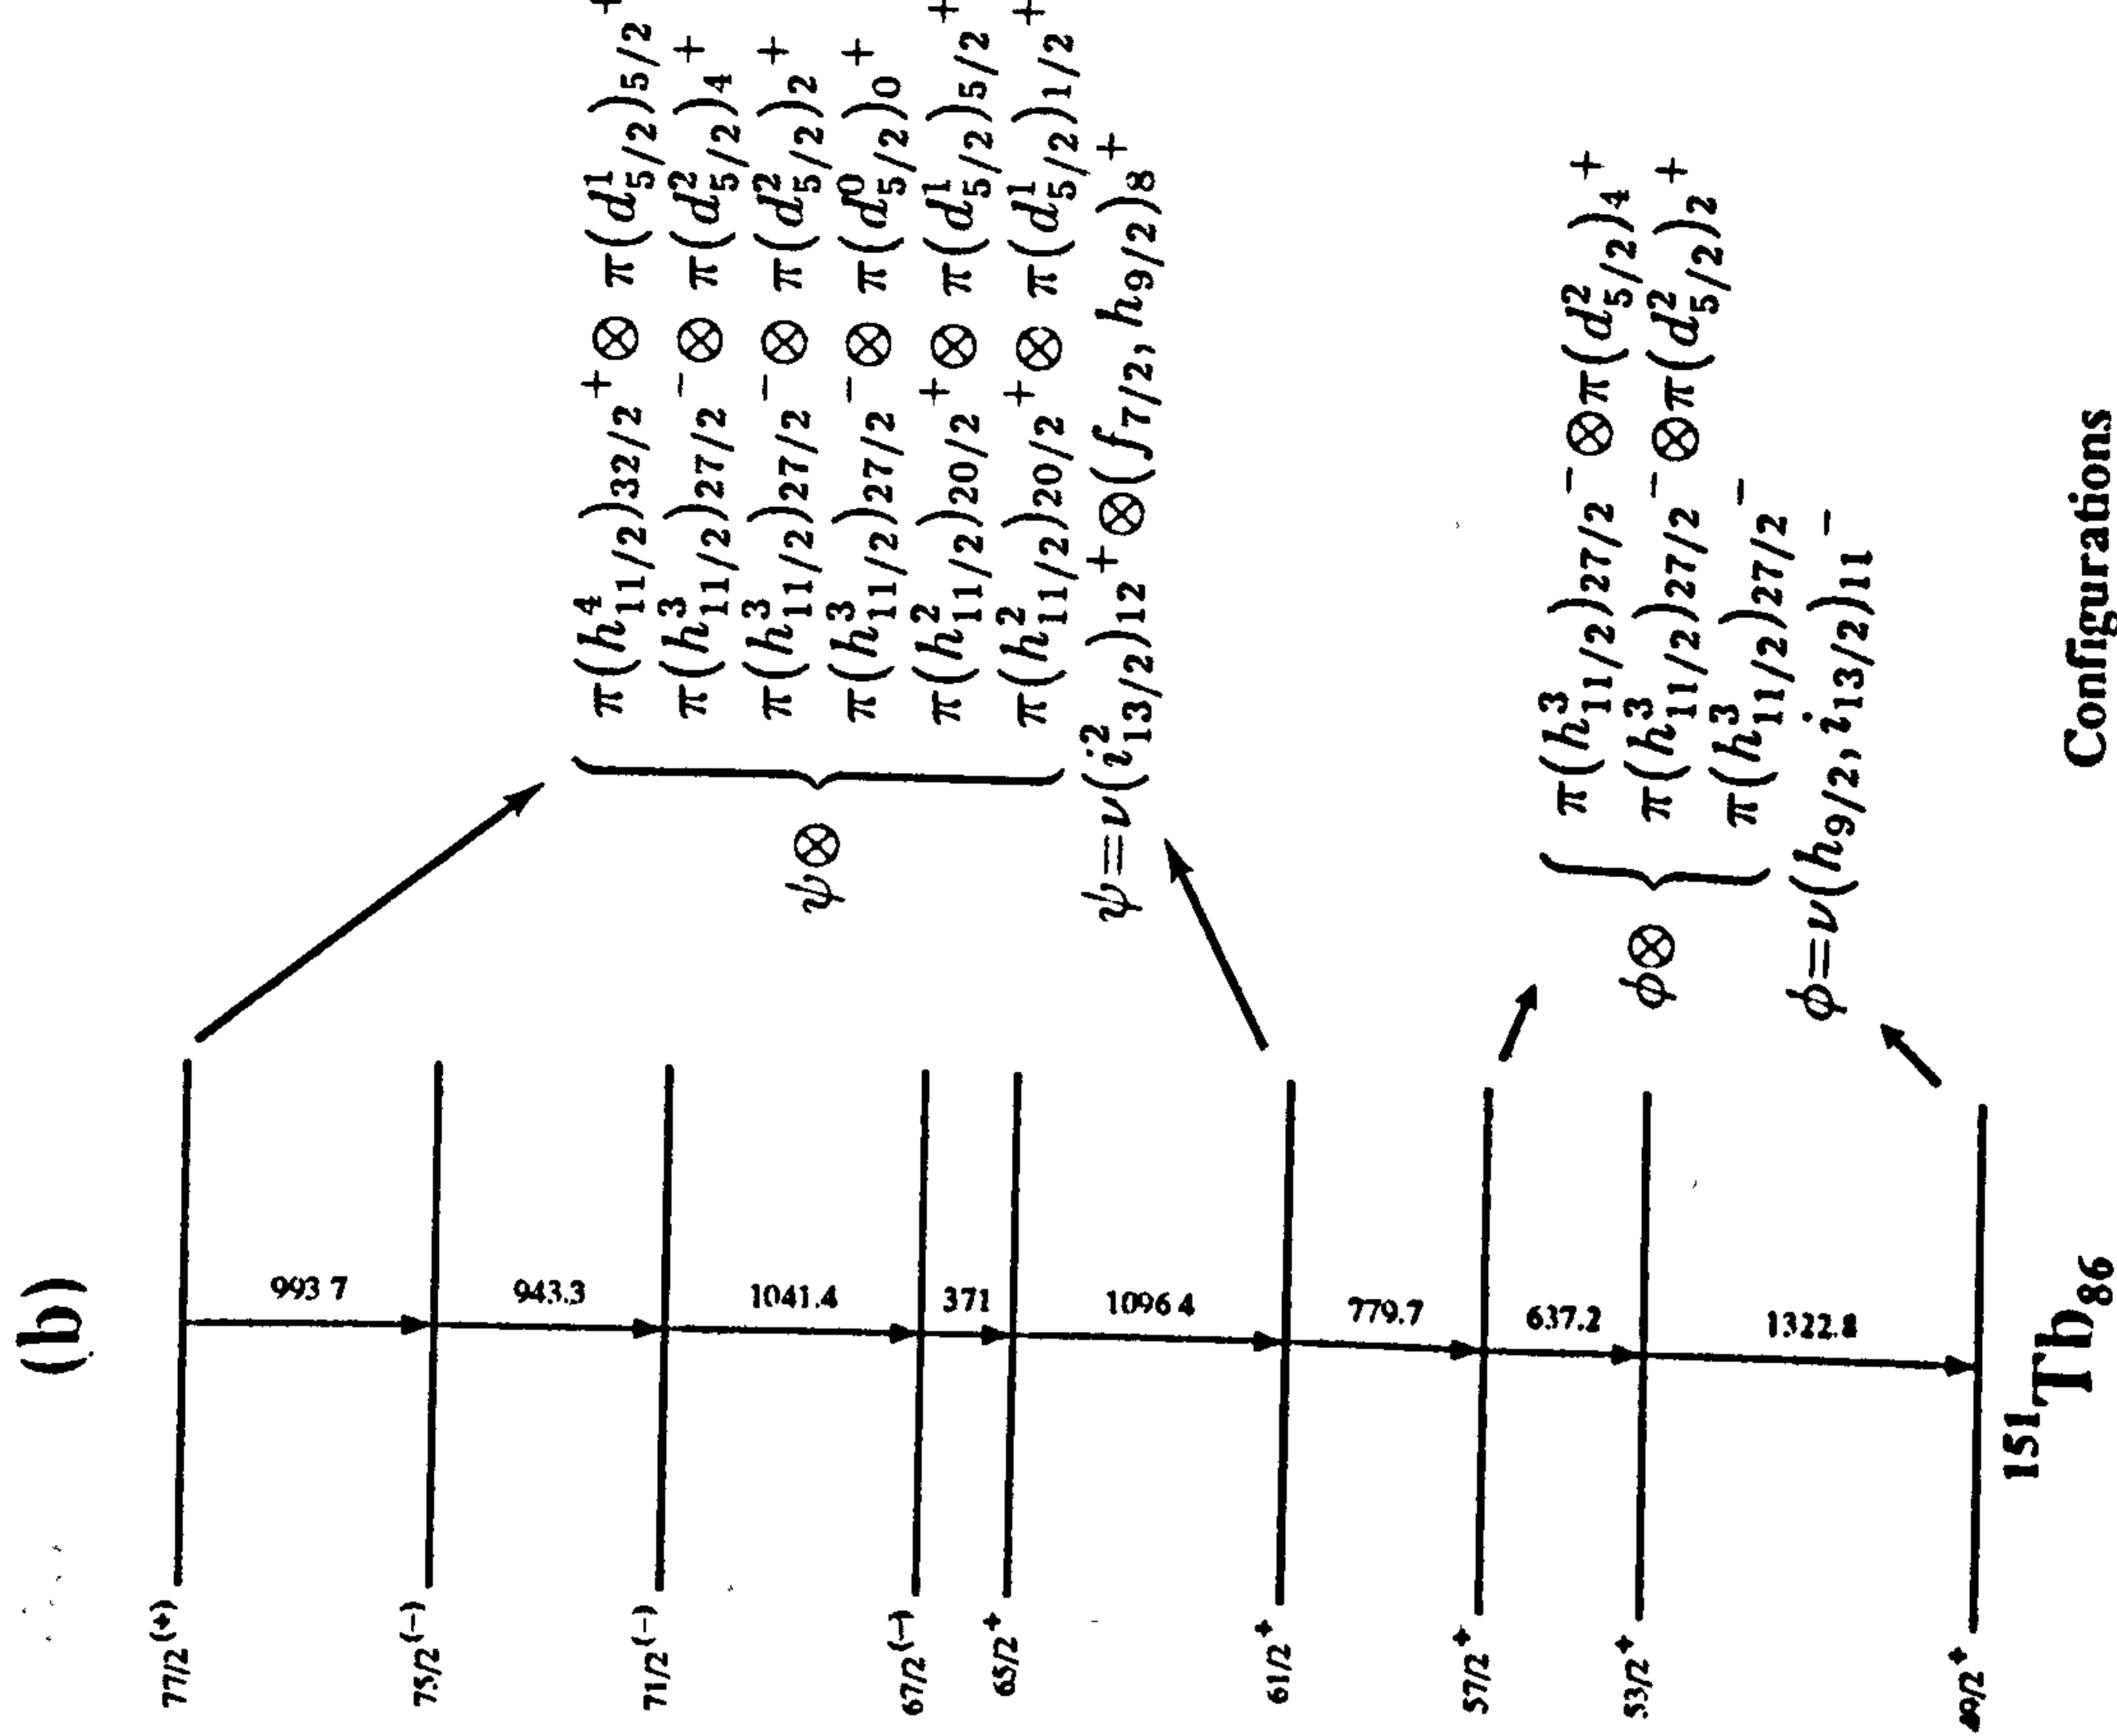 (b)
77/2(+)
993 7
75/2(−)
943.3
71/2(−)
1041.4
67/2(−)
371
65/2+
1096 4
61/2+
779.7
57/2+
637.2
53/2+
1322.8
49/2+
¹⁵¹Tb₈₆
ψ⊗
π(h⁴₁₁/₂)₃₂/₂⁺ ⊗ π(d¹₅/₂)₅/₂⁺
π(h³₁₁/₂)₂₇/₂⁻ ⊗ π(d²₅/₂)₄⁺
π(h³₁₁/₂)₂₇/₂⁻ ⊗ π(d²₅/₂)₂⁺
π(h³₁₁/₂)₂₇/₂⁻ ⊗ π(d⁰₅/₂)₀⁺
π(h²₁₁/₂)₂₀/₂⁺ ⊗ π(d¹₅/₂)₅/₂⁺
π(h²₁₁/₂)₂₀/₂⁺ ⊗ π(d¹₅/₂)₁/₂⁺
ψ=ν(i²₁₃/₂)₁₂⁺⊗(f₇/₂, h₉/₂)₈⁺
φ⊗
π(h³₁₁/₂)₂₇/₂⁻⊗π(d²₅/₂)₄⁺
π(h³₁₁/₂)₂₇/₂⁻⊗π(d²₅/₂)₂⁺
π(h³₁₁/₂)₂₇/₂⁻
φ=ν(h₉/₂, i₁₃/₂)₁₁⁻
Configurations